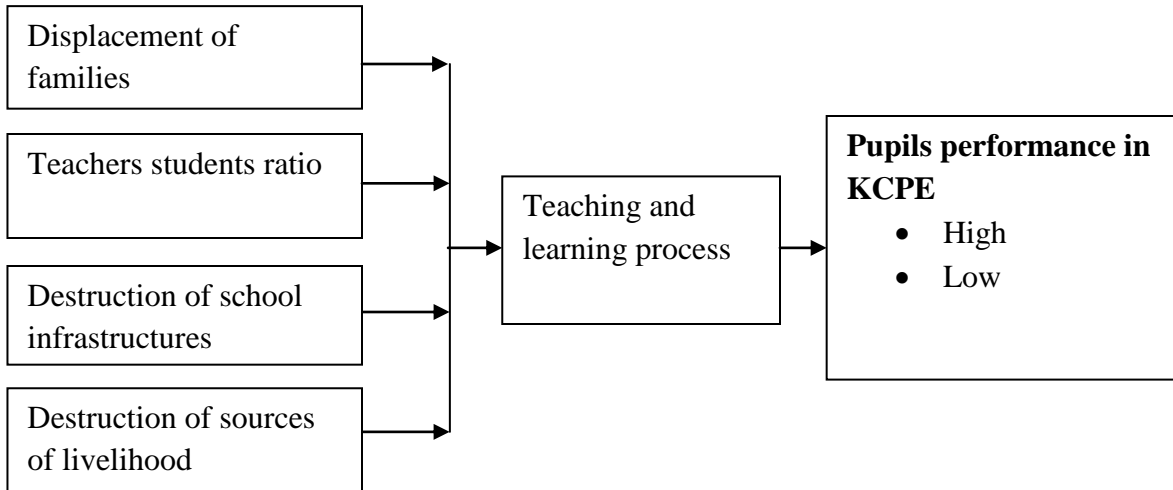 Displacement of
families
Teachers students ratio
Destruction of school
infrastructures
Destruction of sources
of livelihood
Teaching and
learning process
Pupils performance in
KCPE
• High
• Low